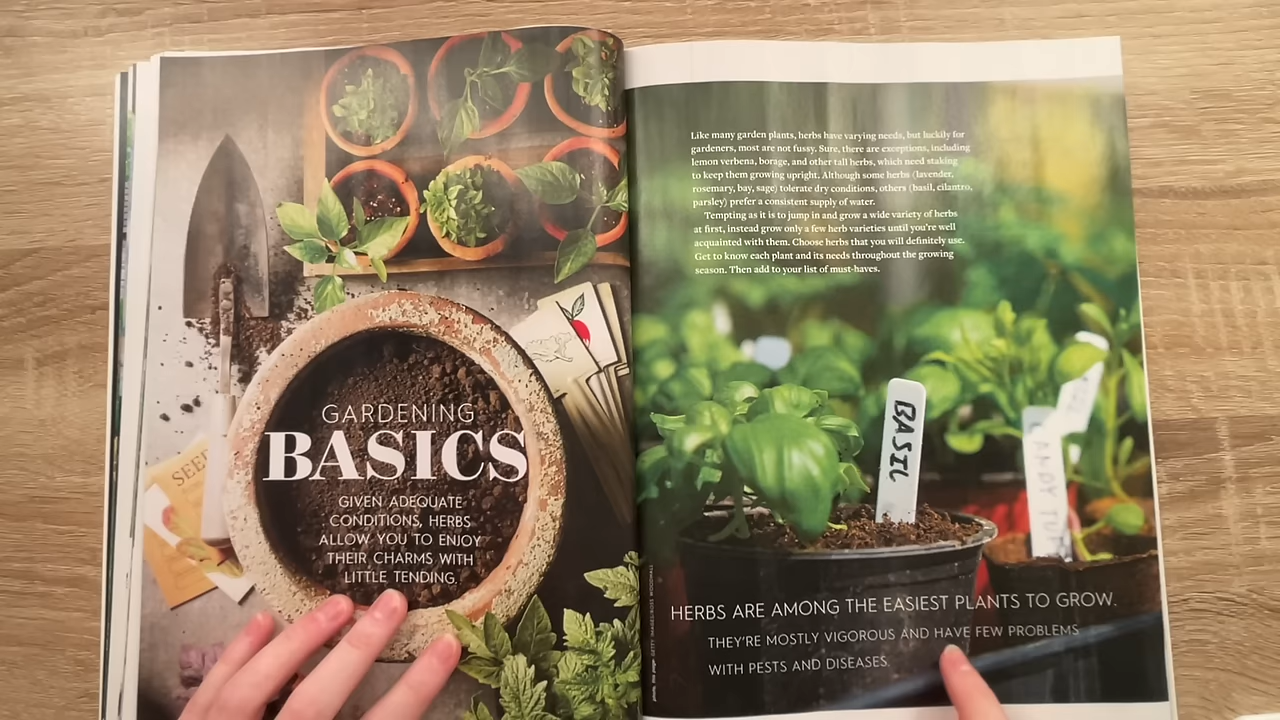 SEED
GARDENING
BASICS
GIVEN ADEQUATE
CONDITIONS, HERBS
ALLOW YOU TO ENJOY
THEIR CHARMS WITH
LITTLE TENDING.
Like many garden plants, herbs have varying needs, but luckily for
gardeners, most are not fussy. Sure, there are exceptions, including
lemon verbena, borage, and other tall herbs, which need staking
to keep them growing upright. Although some herbs (lavender,
rosemary, bay, sage) tolerate dry conditions, others (basil, cilantro,
parsley) prefer a consistent supply of water.
Tempting as it is to jump in and grow a wide variety of herbs
at first, instead grow only a few herb varieties until you're well
acquainted with them. Choose herbs that you will definitely use.
Get to know each plant and its needs throughout the growing
season. Then add to your list of must-haves.
BASIL
HERBS ARE AMONG THE EASIEST PLANTS TO GROW.
THEY'RE MOSTLY VIGOROUS AND HAVE FEW PROBLEMS
WITH PESTS AND DISEASES.